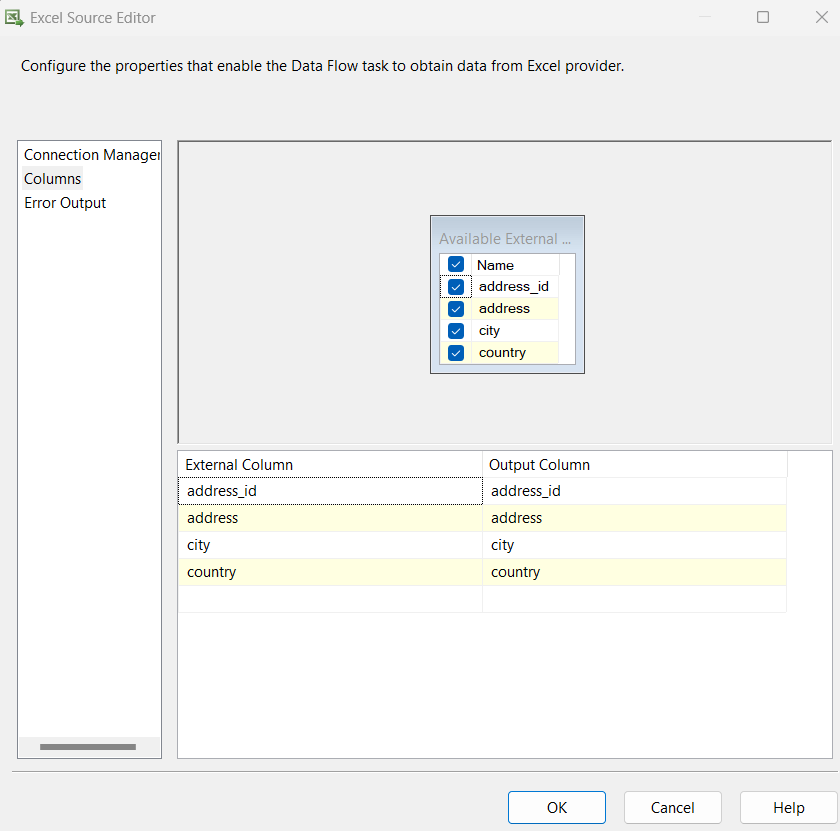 Excel Source Editor
Configure the properties that enable the Data Flow task to obtain data from Excel provider.
Connection Manager
Columns
Error Output
Available External ...
Name
address_id
address
city
country
External Column Output Column
address_id address_id
address address
city city
country country
OK Cancel Help